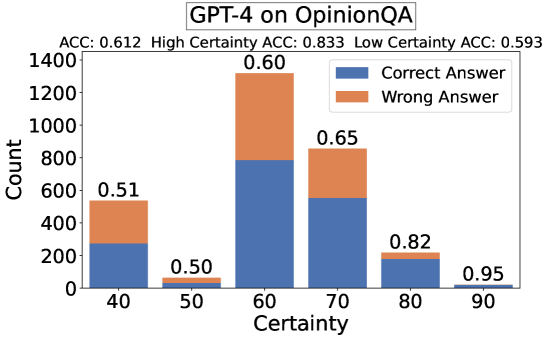 GPT-4 on OpinionQA
ACC: 0.612 High Certainty ACC: 0.833 Low Certainty ACC: 0.593
Correct Answer
Wrong Answer
0.51
0.50
0.60
0.65
0.82
0.95
1400
1200
1000
800
600
400
200
0
Count
40 50 60 70 80 90
Certainty